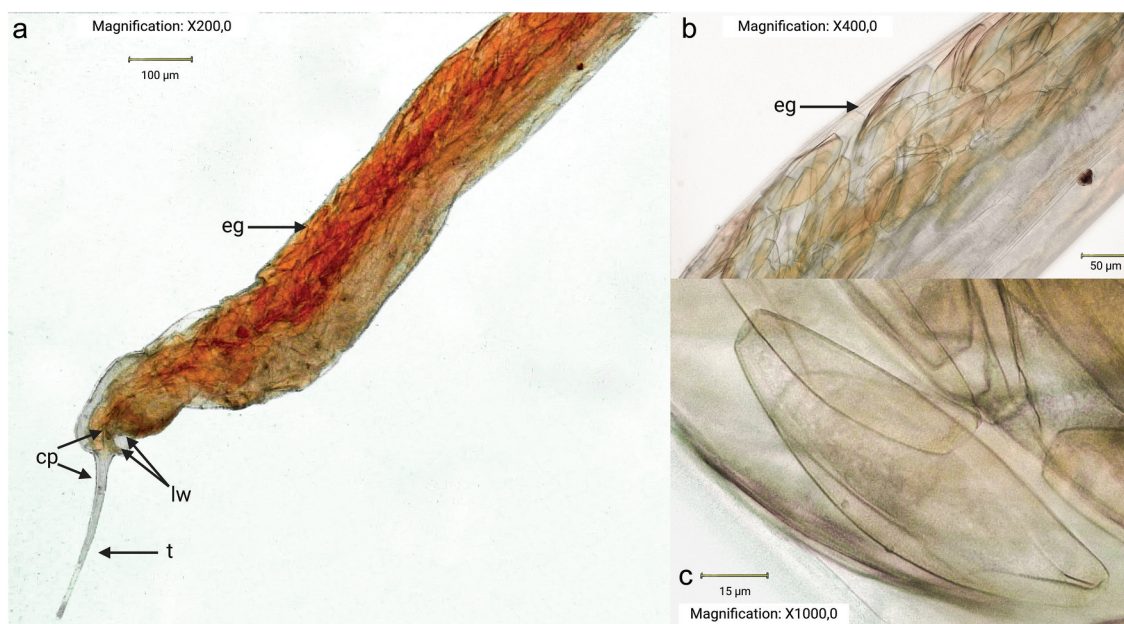 a
Magnification: X200,0
100 µm
eg
cp
lw
t
b
Magnification: X400,0
eg
50 µm
c
15 µm
Magnification: X1000,0